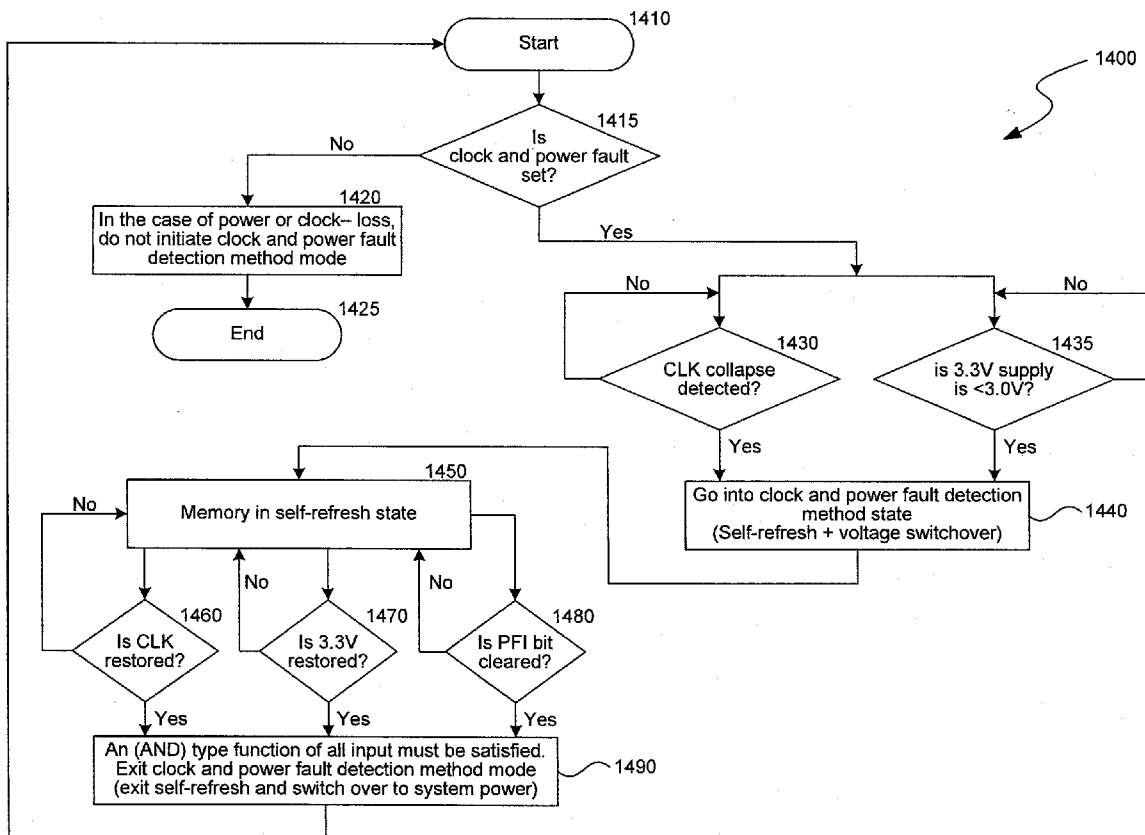 1410
Start
1400
1415
Is
clock and power fault
set?
No
Yes
1420
In the case of power or clock-- loss,
do not initiate clock and power fault
detection method mode
1425
End
No
No
1430
CLK collapse
detected?
1435
is 3.3V supply
is <3.0V?
Yes
Yes
Go into clock and power fault detection
method state
(Self-refresh + voltage switchover)
1440
1450
Memory in self-refresh state
No
No
No
1460
Is CLK
restored?
1470
Is 3.3V
restored?
1480
Is PFI bit
cleared?
Yes
Yes
Yes
An (AND) type function of all input must be satisfied.
Exit clock and power fault detection method mode
(exit self-refresh and switch over to system power)
1490